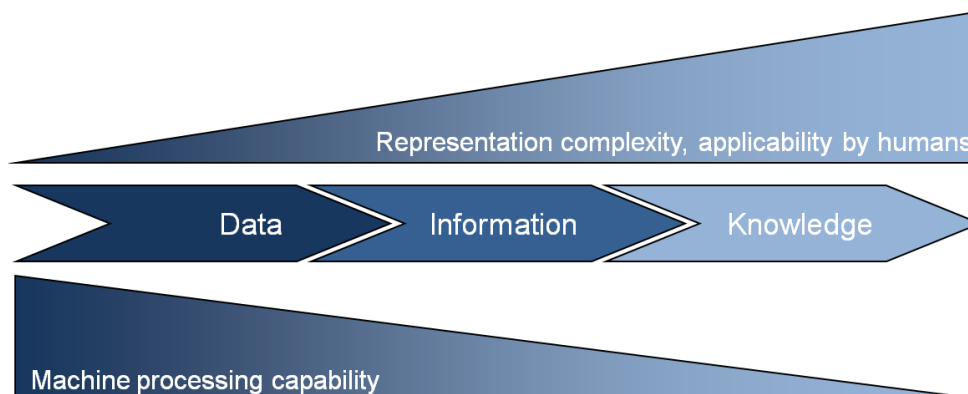 Representation complexity, applicability by humans
Data
Information
Knowledge
Machine processing capability